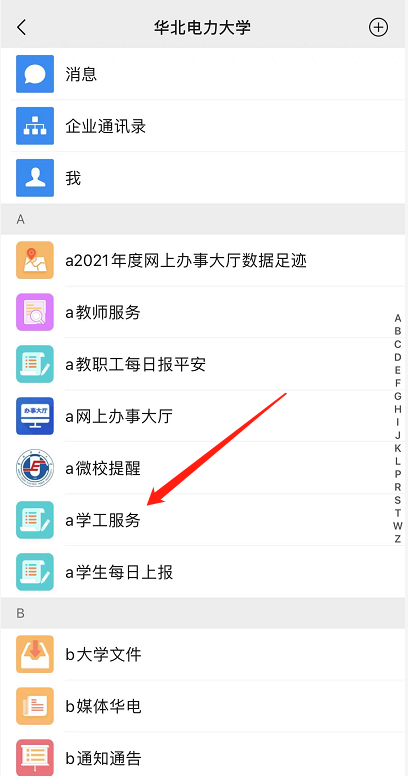 华北电力大学
消息
企业通讯录
我
A
a2021年度网上办事大厅数据足迹
a教师服务
a教职工每日报平安
办事大厅
a网上办事大厅
a微校提醒
a学工服务
a学生每日上报
B
b大学文件
b媒体华电
b通知通告
A
B
C
D
E
F
G
H
I
J
K
L
P
R
S
T
W
Z